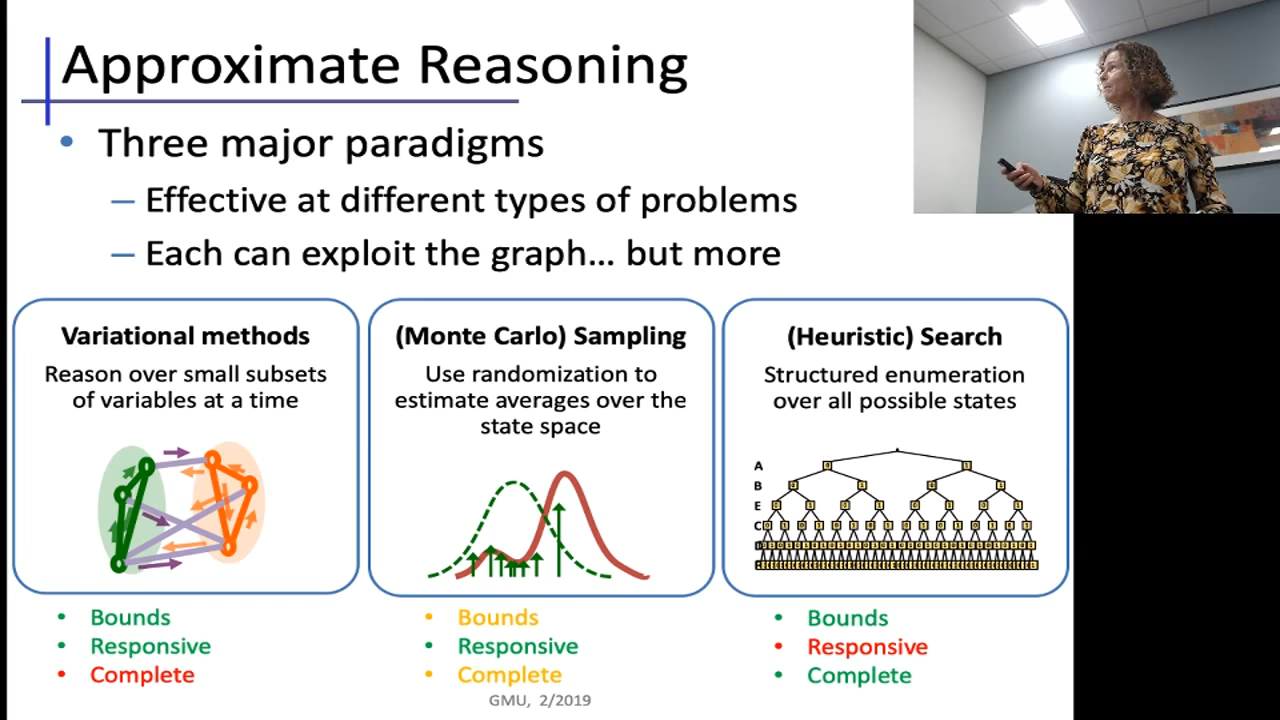 Approximate Reasoning
• Three major paradigms
– Effective at different types of problems
– Each can exploit the graph... but more
Variational methods
Reason over small subsets
of variables at a time
(Monte Carlo) Sampling
Use randomization to
estimate averages over the
state space
(Heuristic) Search
Structured enumeration
over all possible states
A
B
E
C
• Bounds
• Responsive
• Complete
• Bounds
• Responsive
• Complete
• Bounds
• Responsive
• Complete
GMU, 2/2019